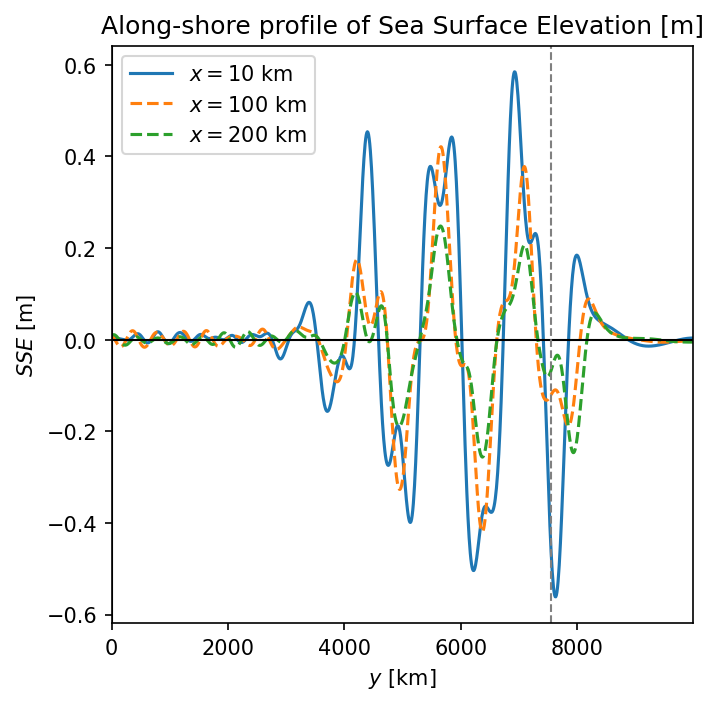 Along-shore profile of Sea Surface Elevation [m]
x = 10 km
x = 100 km
x = 200 km
0.6
0.4
0.2
0.0
−0.2
−0.4
−0.6
SSE [m]
0 2000 4000 6000 8000
y [km]